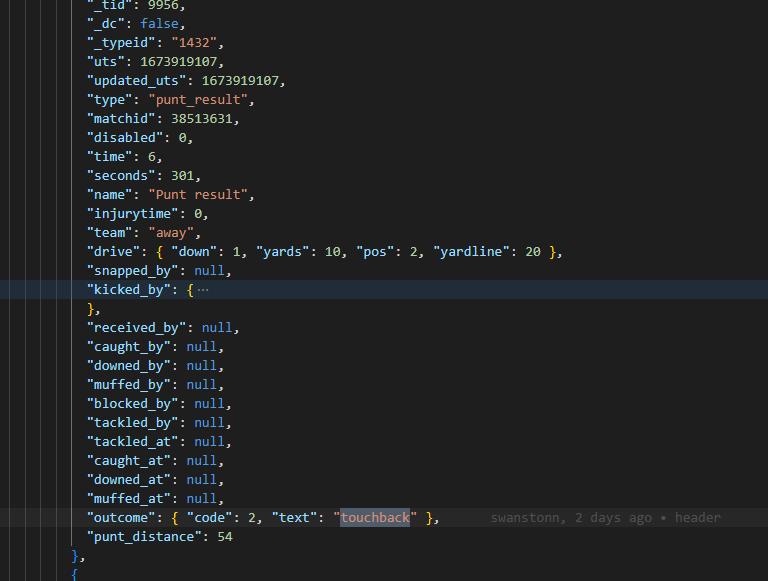 "_tid": 9956,
"_dc": false,
"_typeid": "1432",
"uts": 1673919107,
"updated_uts": 1673919107,
"type": "punt_result",
"matchid": 38513631,
"disabled": 0,
"time": 6,
"seconds": 301,
"name": "Punt result",
"injurytime": 0,
"team": "away",
"drive": { "down": 1, "yards": 10, "pos": 2, "yardline": 20 },
"snapped_by": null,
"kicked_by": {⋯
},
"received_by": null,
"caught_by": null,
"downed_by": null,
"muffed_by": null,
"blocked_by": null,
"tackled_by": null,
"tackled_at": null,
"caught_at": null,
"downed_at": null,
"muffed_at": null,
"outcome": { "code": 2, "text": "touchback" }, swanstonn, 2 days ago • header
"punt_distance": 54
},
{